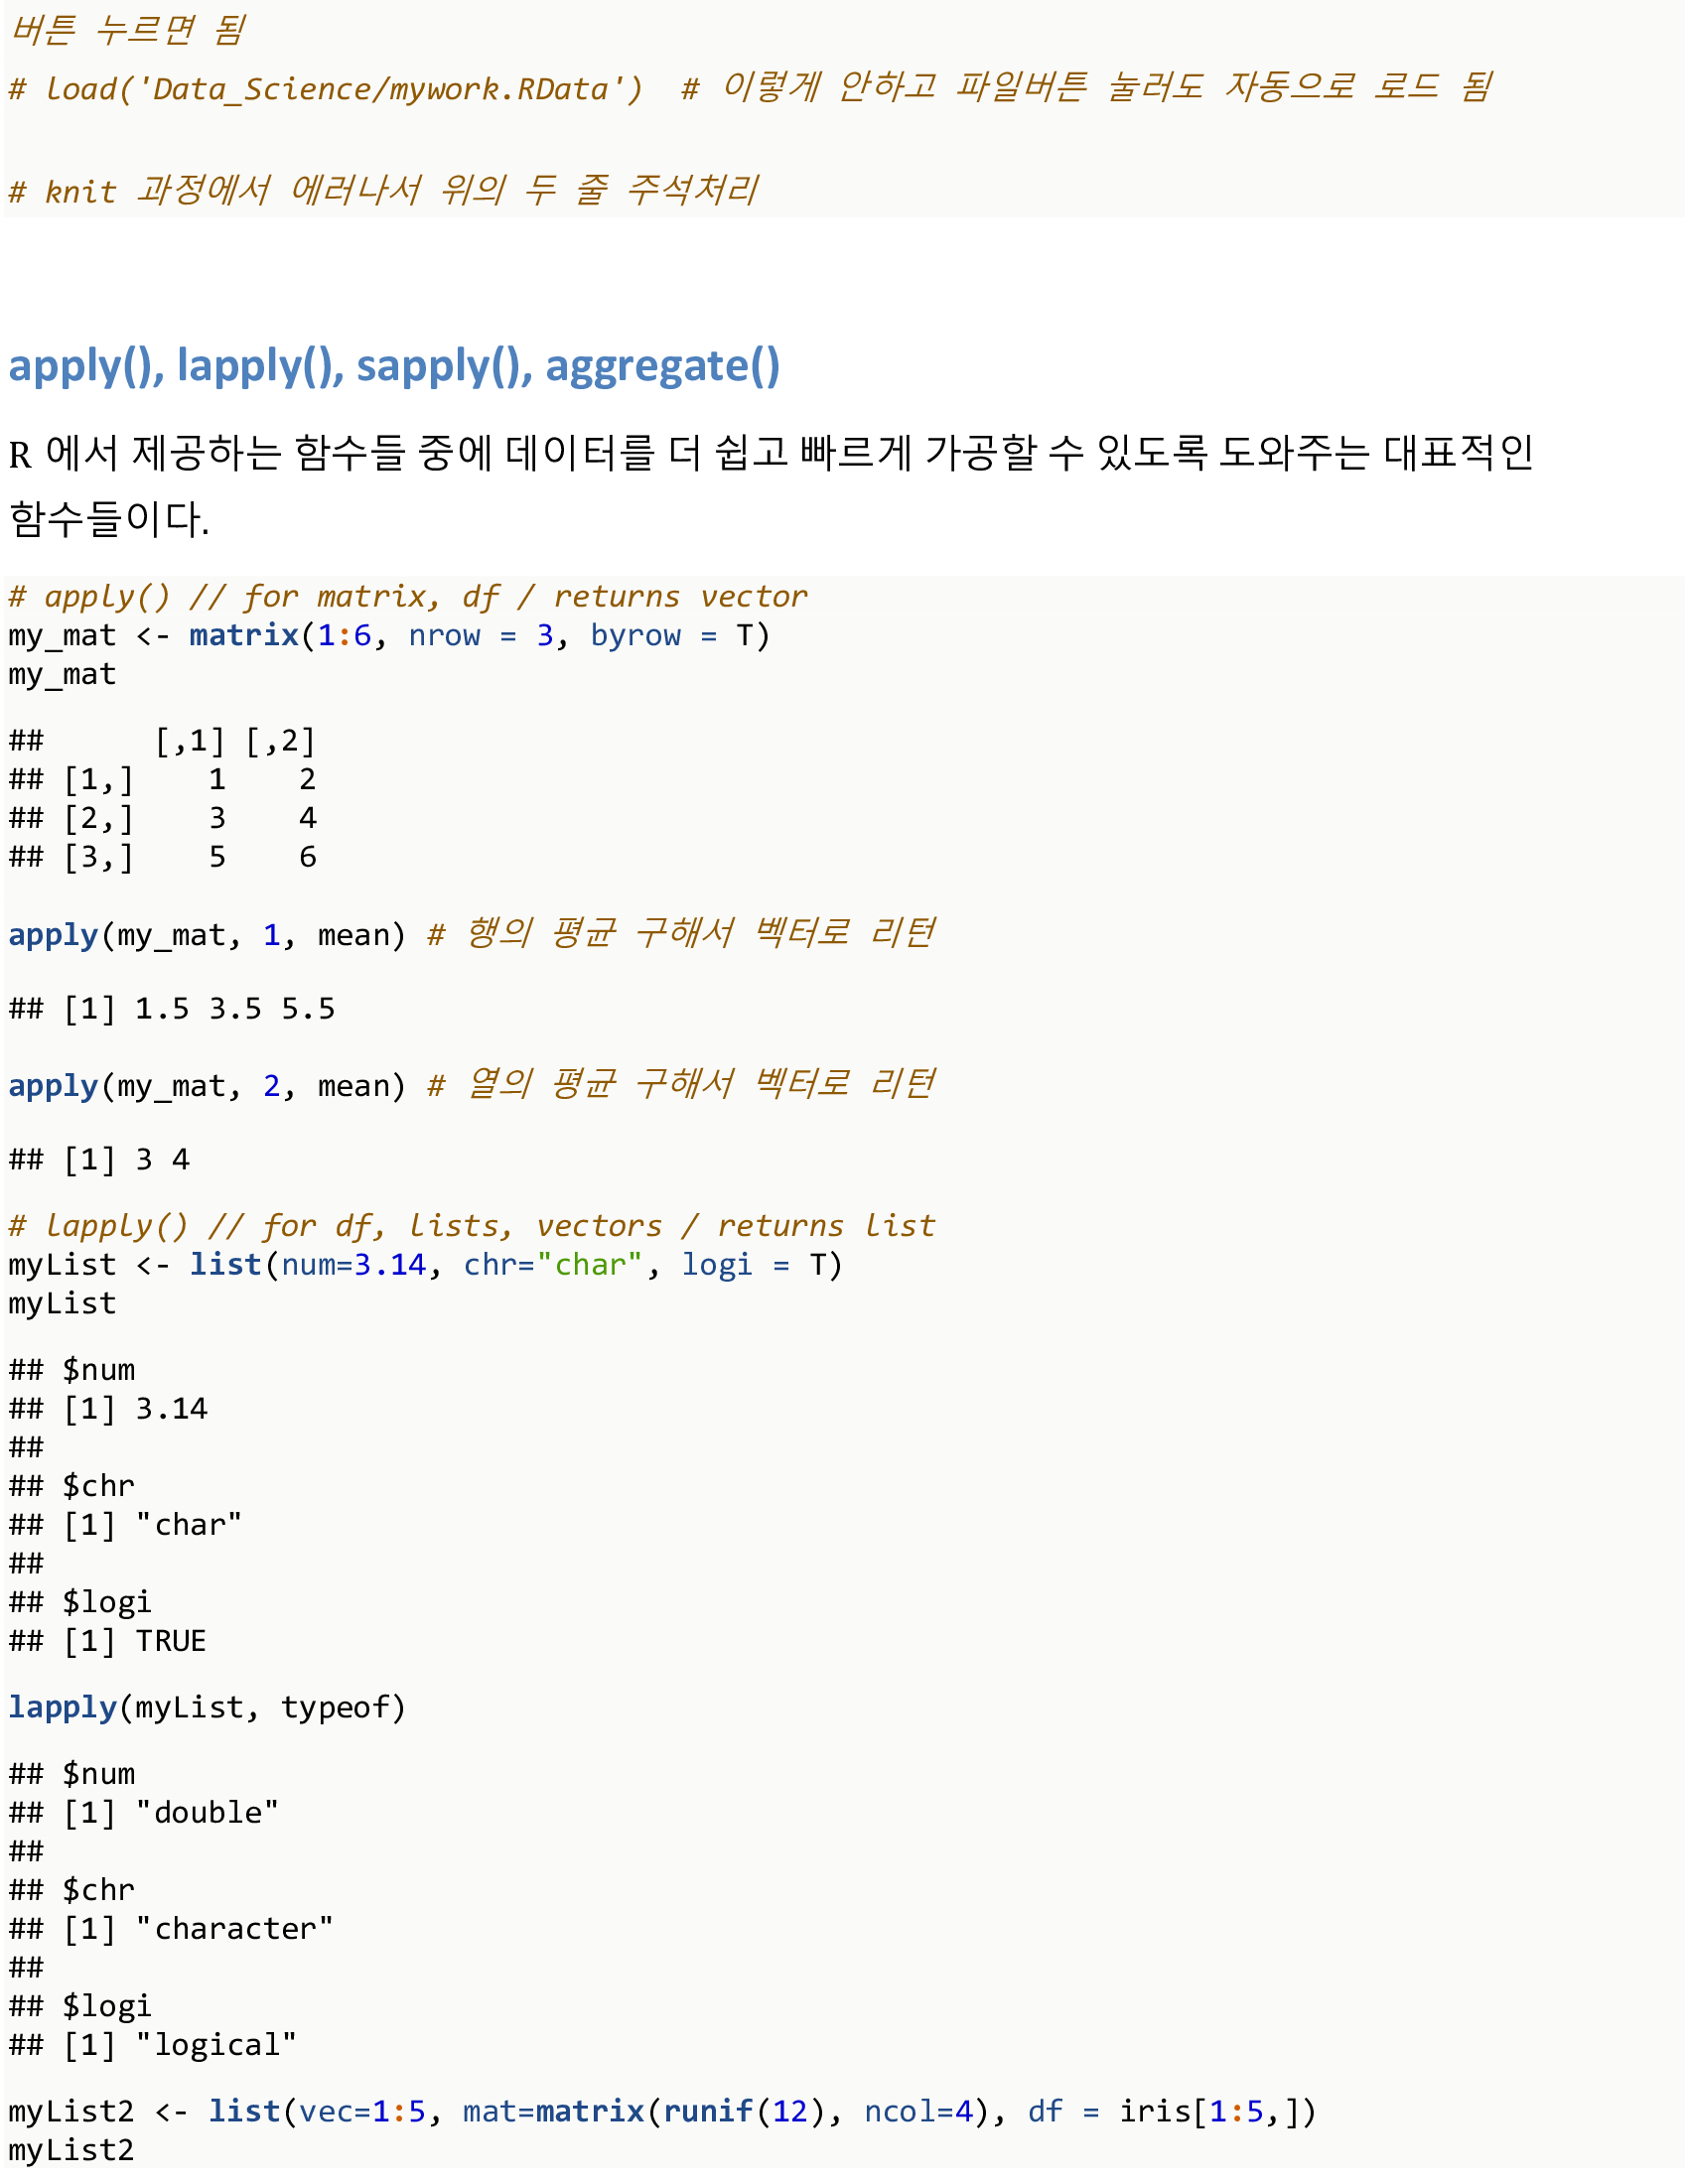 버튼 누르면 됨
# load('Data_Science/mywork.RData')  # 이렇게 안하고 파일버튼 눌러도 자동으로 로드 됨
# knit 과정에서 에러나서 위의 두 줄 주석처리
apply(), lapply(), sapply(), aggregate()
R 에서 제공하는 함수들 중에 데이터를 더 쉽고 빠르게 가공할 수 있도록 도와주는 대표적인
함수들이다.
# apply() // for matrix, df / returns vector
my_mat <- matrix(1:6, nrow = 3, byrow = T)
my_mat
##      [,1] [,2]
## [1,]    1    2
## [2,]    3    4
## [3,]    5    6
apply(my_mat, 1, mean) # 행의 평균 구해서 벡터로 리턴
## [1] 1.5 3.5 5.5
apply(my_mat, 2, mean) # 열의 평균 구해서 벡터로 리턴
## [1] 3 4
# lapply() // for df, lists, vectors / returns list
myList <- list(num=3.14, chr="char", logi = T)
myList
## $num
## [1] 3.14
##
## $chr
## [1] "char"
##
## $logi
## [1] TRUE
lapply(myList, typeof)
## $num
## [1] "double"
##
## $chr
## [1] "character"
##
## $logi
## [1] "logical"
myList2 <- list(vec=1:5, mat=matrix(runif(12), ncol=4), df = iris[1:5,])
myList2